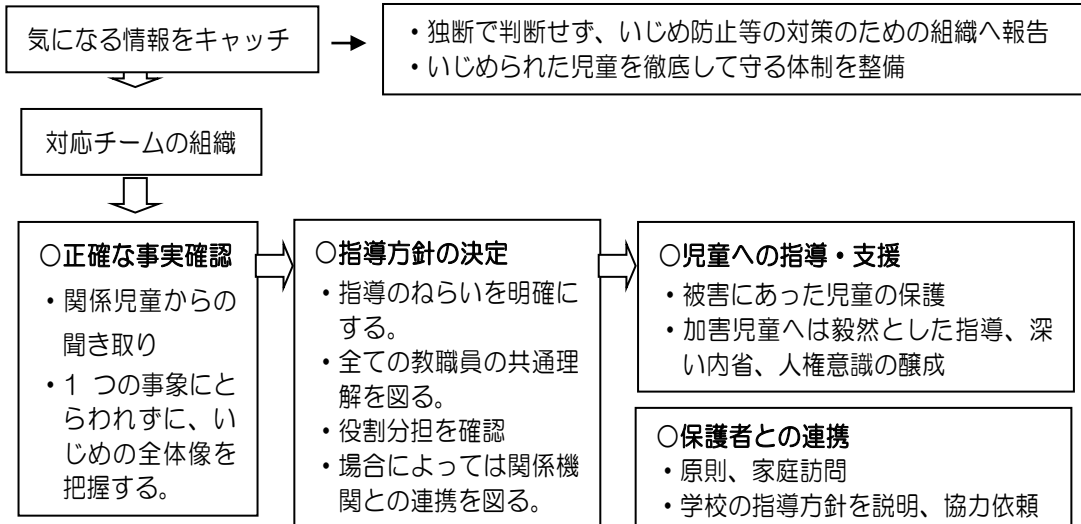 気になる情報をキャッチ
・独断で判断せず、いじめ防止等の対策のための組織へ報告
・いじめられた児童を徹底して守る体制を整備
対応チームの組織
○正確な事実確認
・関係児童からの
聞き取り
・1 つの事象にと
らわれずに、い
じめの全体像を
把握する。
○指導方針の決定
・指導のねらいを明確に
する。
・全ての教職員の共通理
解を図る。
・役割分担を確認
・場合によっては関係機
関との連携を図る。
○児童への指導・支援
・被害にあった児童の保護
・加害児童へは毅然とした指導、深
い内省、人権意識の醸成
○保護者との連携
・原則、家庭訪問
・学校の指導方針を説明、協力依頼